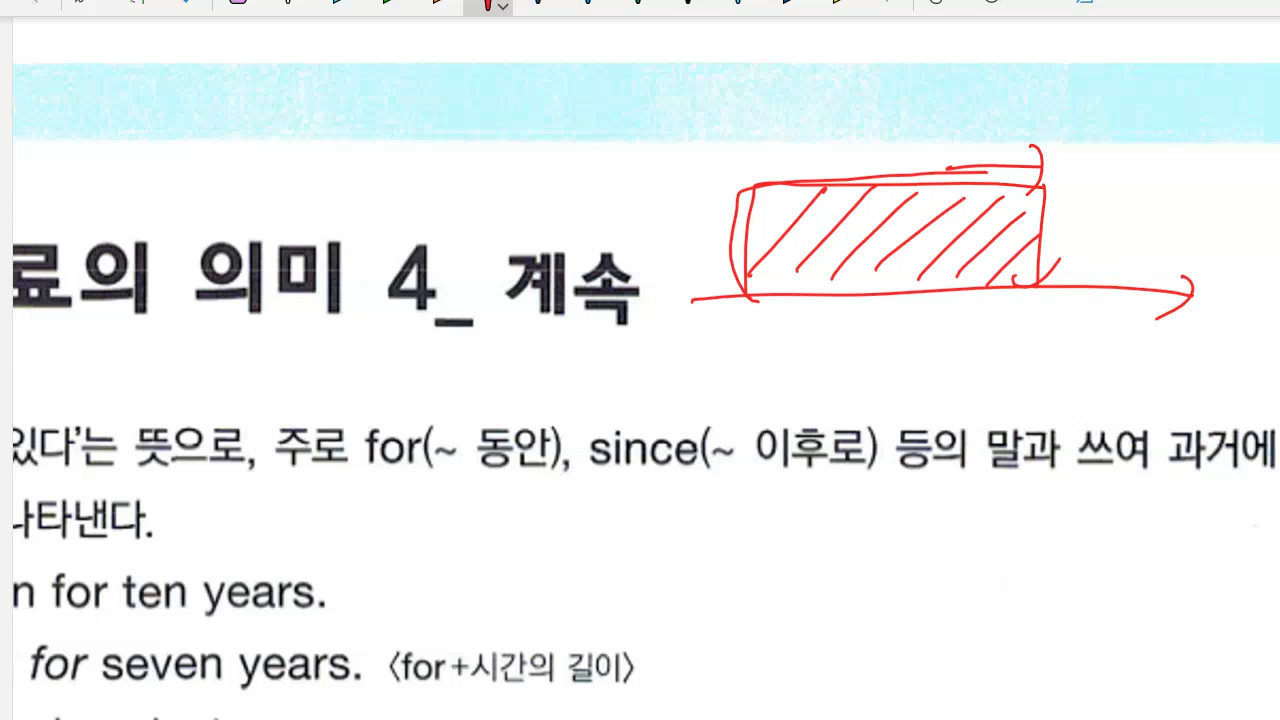 료의 의미 4_ 계속
있다’는 뜻으로, 주로 for(~ 동안), since(~ 이후로) 등의 말과 쓰여 과거에
나타낸다.
n for ten years.
for seven years. 〈for+시간의 길이〉